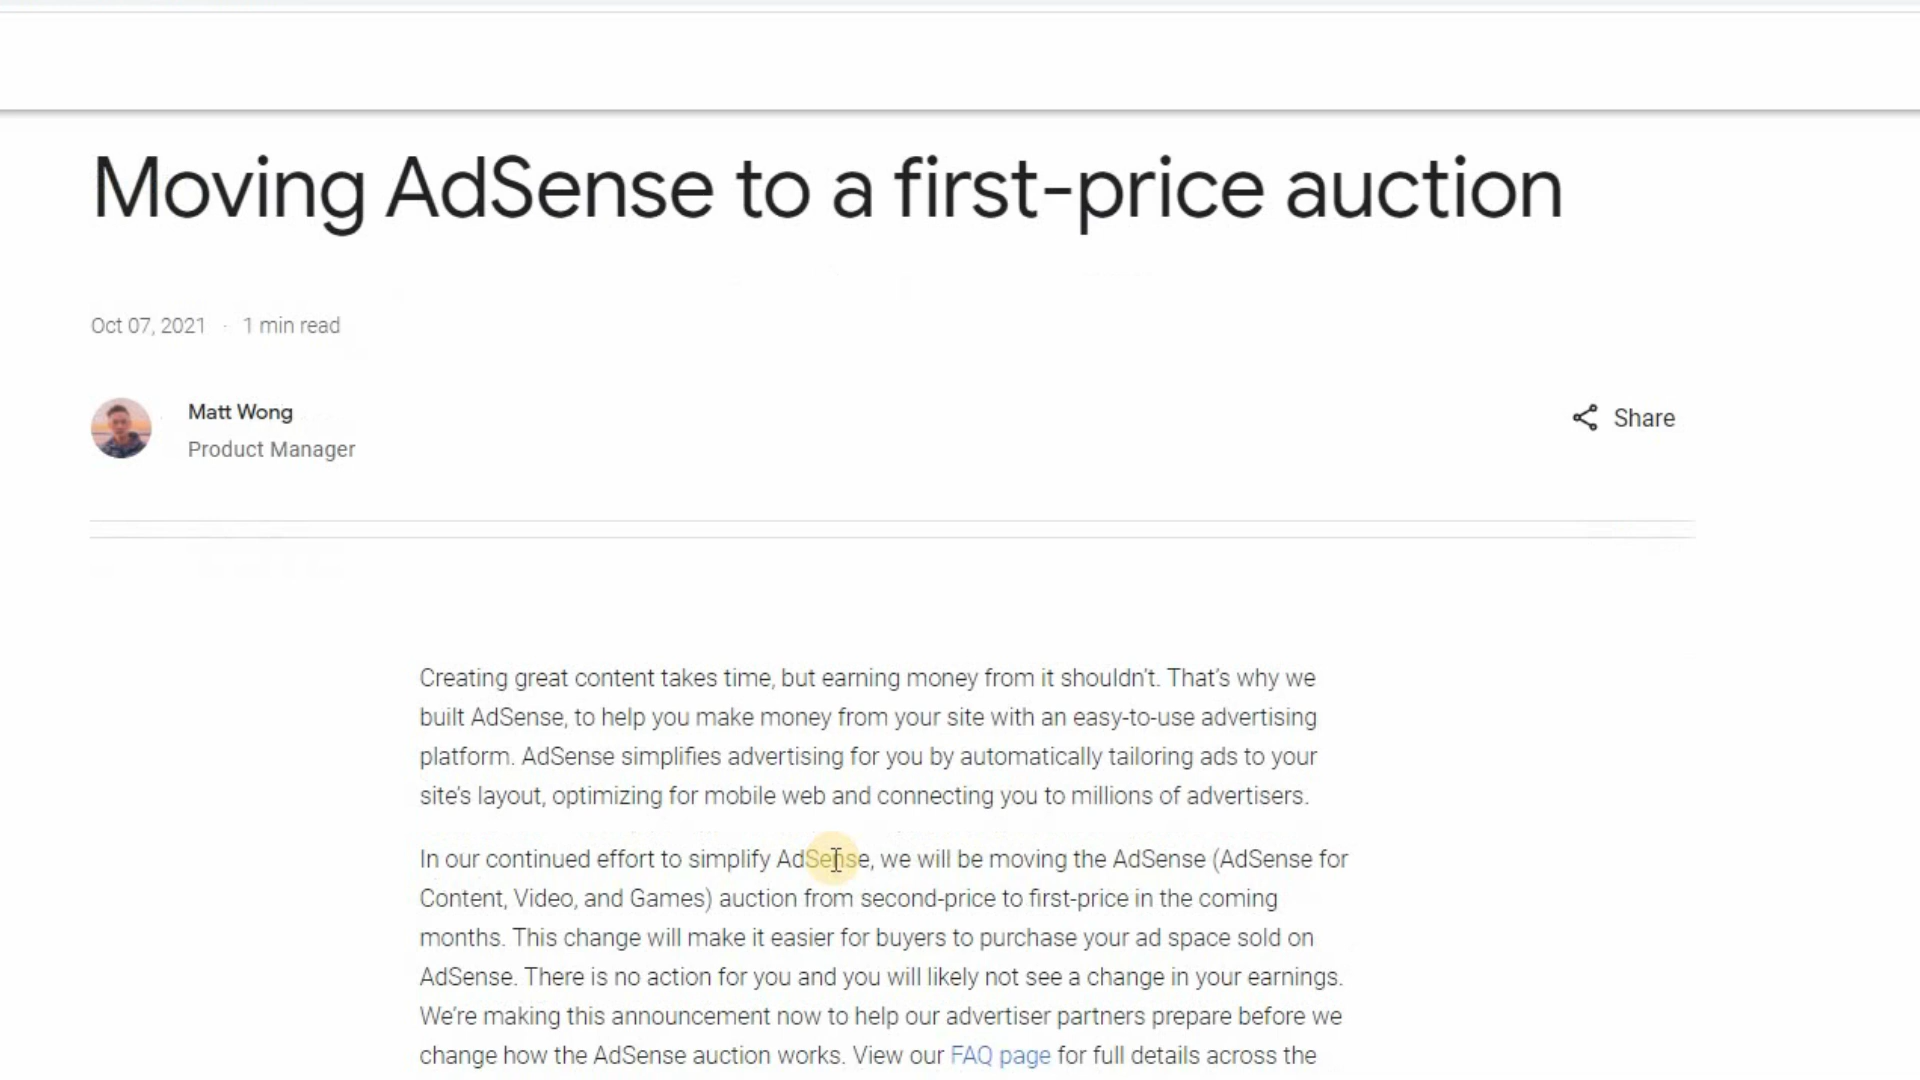 Moving AdSense to a first-price auction
Oct 07, 2021 · 1 min read
Matt Wong
Product Manager
Share
Creating great content takes time, but earning money from it shouldn’t. That’s why we
built AdSense, to help you make money from your site with an easy-to-use advertising
platform. AdSense simplifies advertising for you by automatically tailoring ads to your
site’s layout, optimizing for mobile web and connecting you to millions of advertisers.
In our continued effort to simplify AdSense, we will be moving the AdSense (AdSense for
Content, Video, and Games) auction from second-price to first-price in the coming
months. This change will make it easier for buyers to purchase your ad space sold on
AdSense. There is no action for you and you will likely not see a change in your earnings.
We’re making this announcement now to help our advertiser partners prepare before we
change how the AdSense auction works. View our FAQ page for full details across the